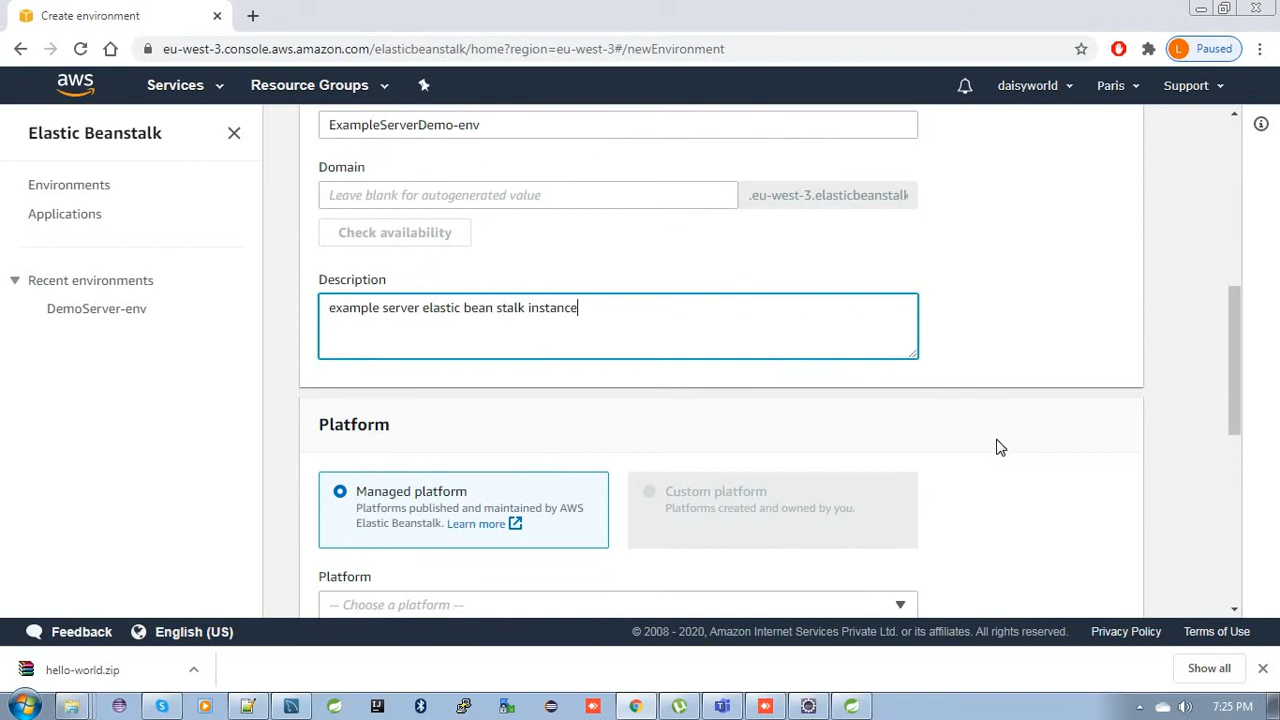 Create environment
eu-west-3.console.aws.amazon.com/elasticbeanstalk/home?region=eu-west-3#/newEnvironment
L Paused
aws Services Resource Groups daisyworld Paris Support
Elastic Beanstalk
Environments
Applications
Recent environments
DemoServer-env
ExampleServerDemo-env
Domain
Leave blank for autogenerated value
.eu-west-3.elasticbeanstalk
Check availability
Description
example server elastic bean stalk instance
Platform
Managed platform
Platforms published and maintained by AWS
Elastic Beanstalk. Learn more
Custom platform
Platforms created and owned by you.
Platform
-- Choose a platform --
Feedback English (US) © 2008 - 2020, Amazon Internet Services Private Ltd. or its affiliates. All rights reserved. Privacy Policy Terms of Use
hello-world.zip Show all
7:25 PM